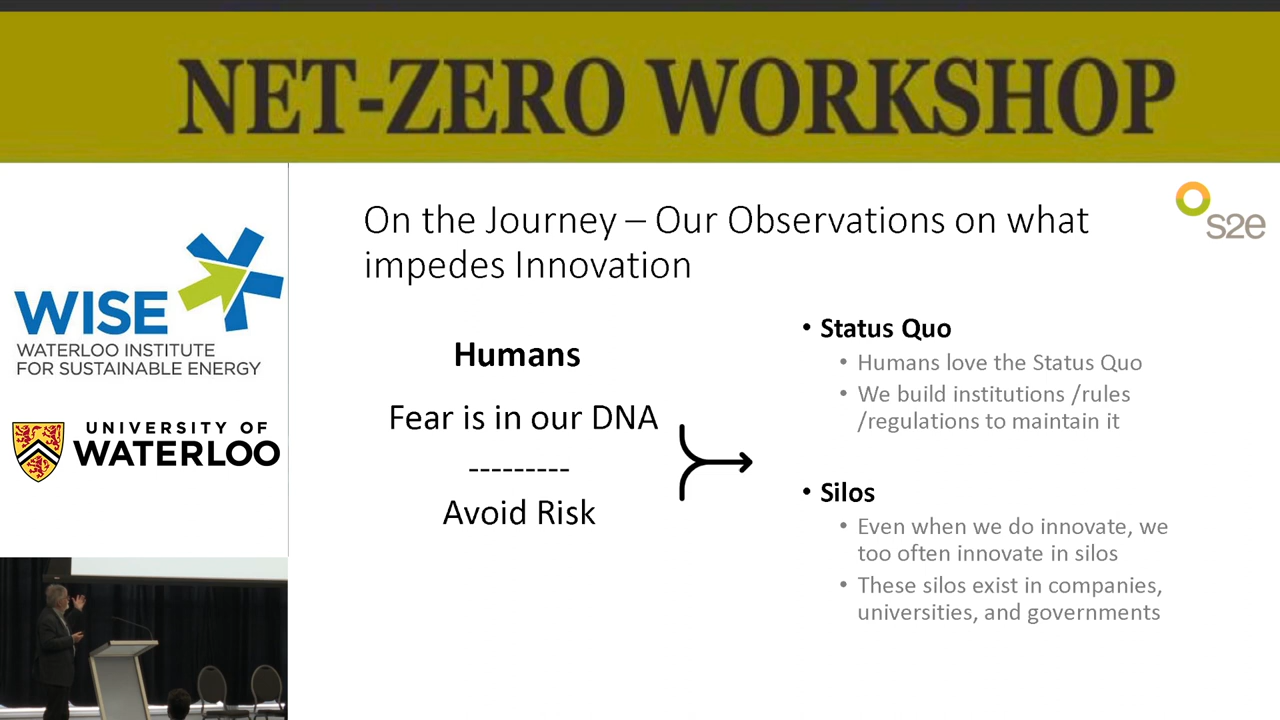 NET-ZERO WORKSHOP
WISE
WATERLOO INSTITUTE
FOR SUSTAINABLE ENERGY
UNIVERSITY OF
WATERLOO
s2e
On the Journey – Our Observations on what
impedes Innovation
Humans
Fear is in our DNA
---------
Avoid Risk
• Status Quo
• Humans love the Status Quo
• We build institutions /rules
/regulations to maintain it
• Silos
• Even when we do innovate, we
too often innovate in silos
• These silos exist in companies,
universities, and governments